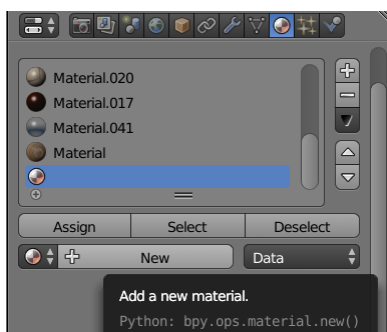 Material.020
Material.017
Material.041
Material
Assign Select Deselect
New Data
Add a new material.
Python: bpy.ops.material.new()